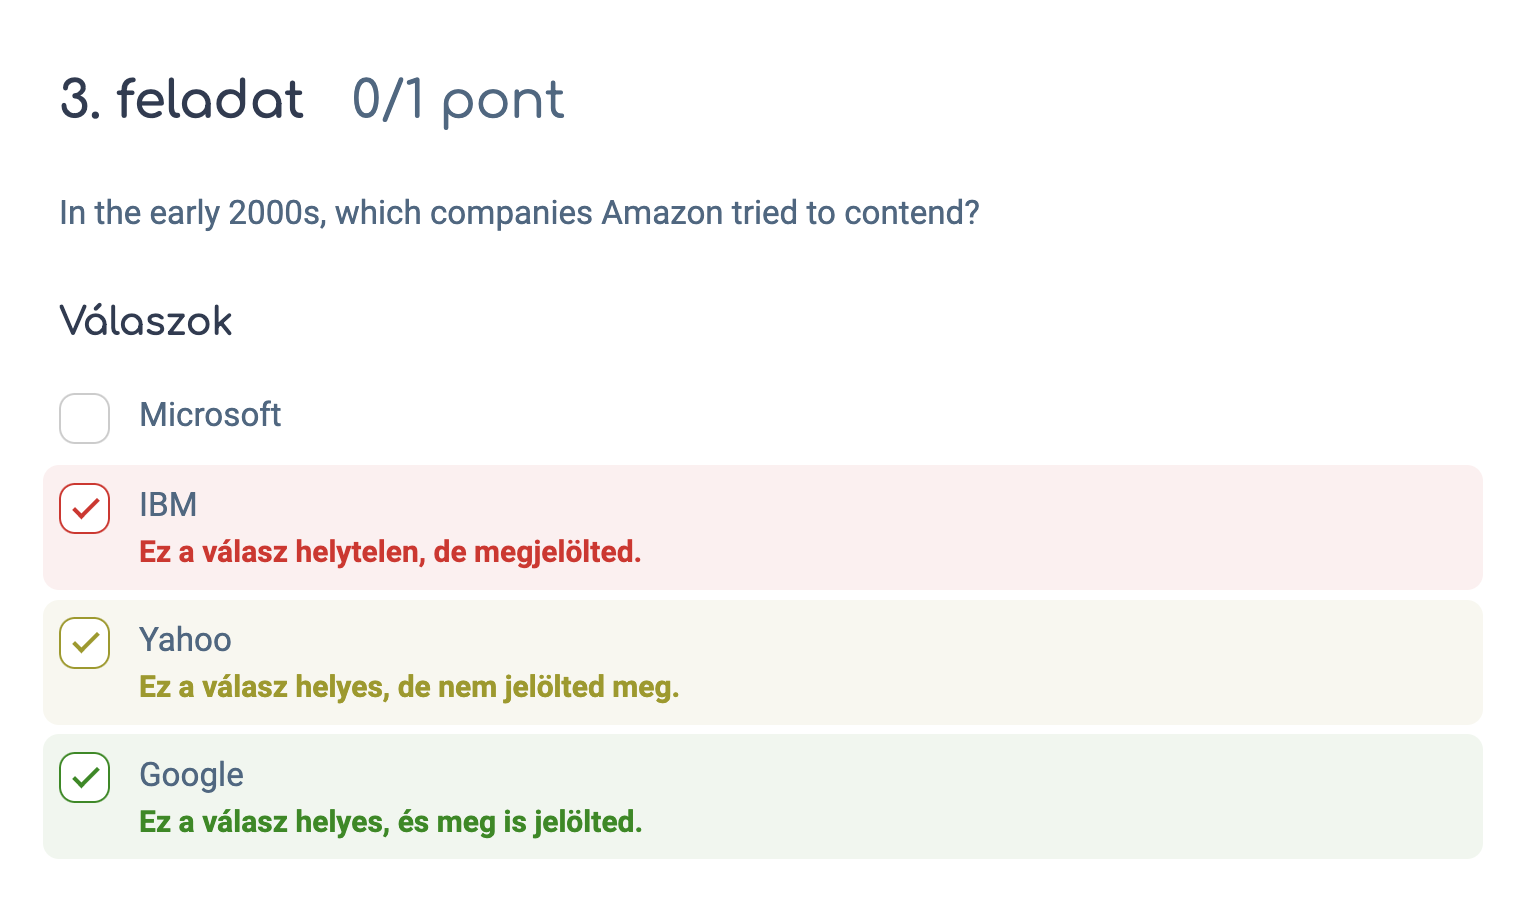 3. feladat 0/1 pont
In the early 2000s, which companies Amazon tried to contend?
Válaszok
Microsoft
IBM
Ez a válasz helytelen, de megjelölted.
Yahoo
Ez a válasz helyes, de nem jelölted meg.
Google
Ez a válasz helyes, és meg is jelölted.